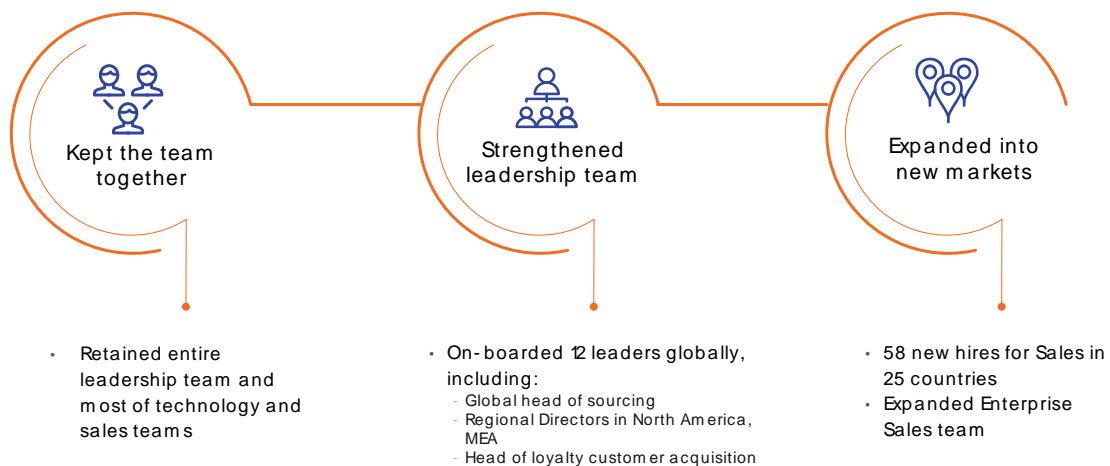 Kept the team
together
Strengthened
leadership team
Expanded into
new markets
• Retained entire
leadership team and
most of technology and
sales teams
• On-boarded 12 leaders globally,
including:
- Global head of sourcing
- Regional Directors in North America,
MEA
- Head of loyalty customer acquisition
• 58 new hires for Sales in
25 countries
• Expanded Enterprise
Sales team